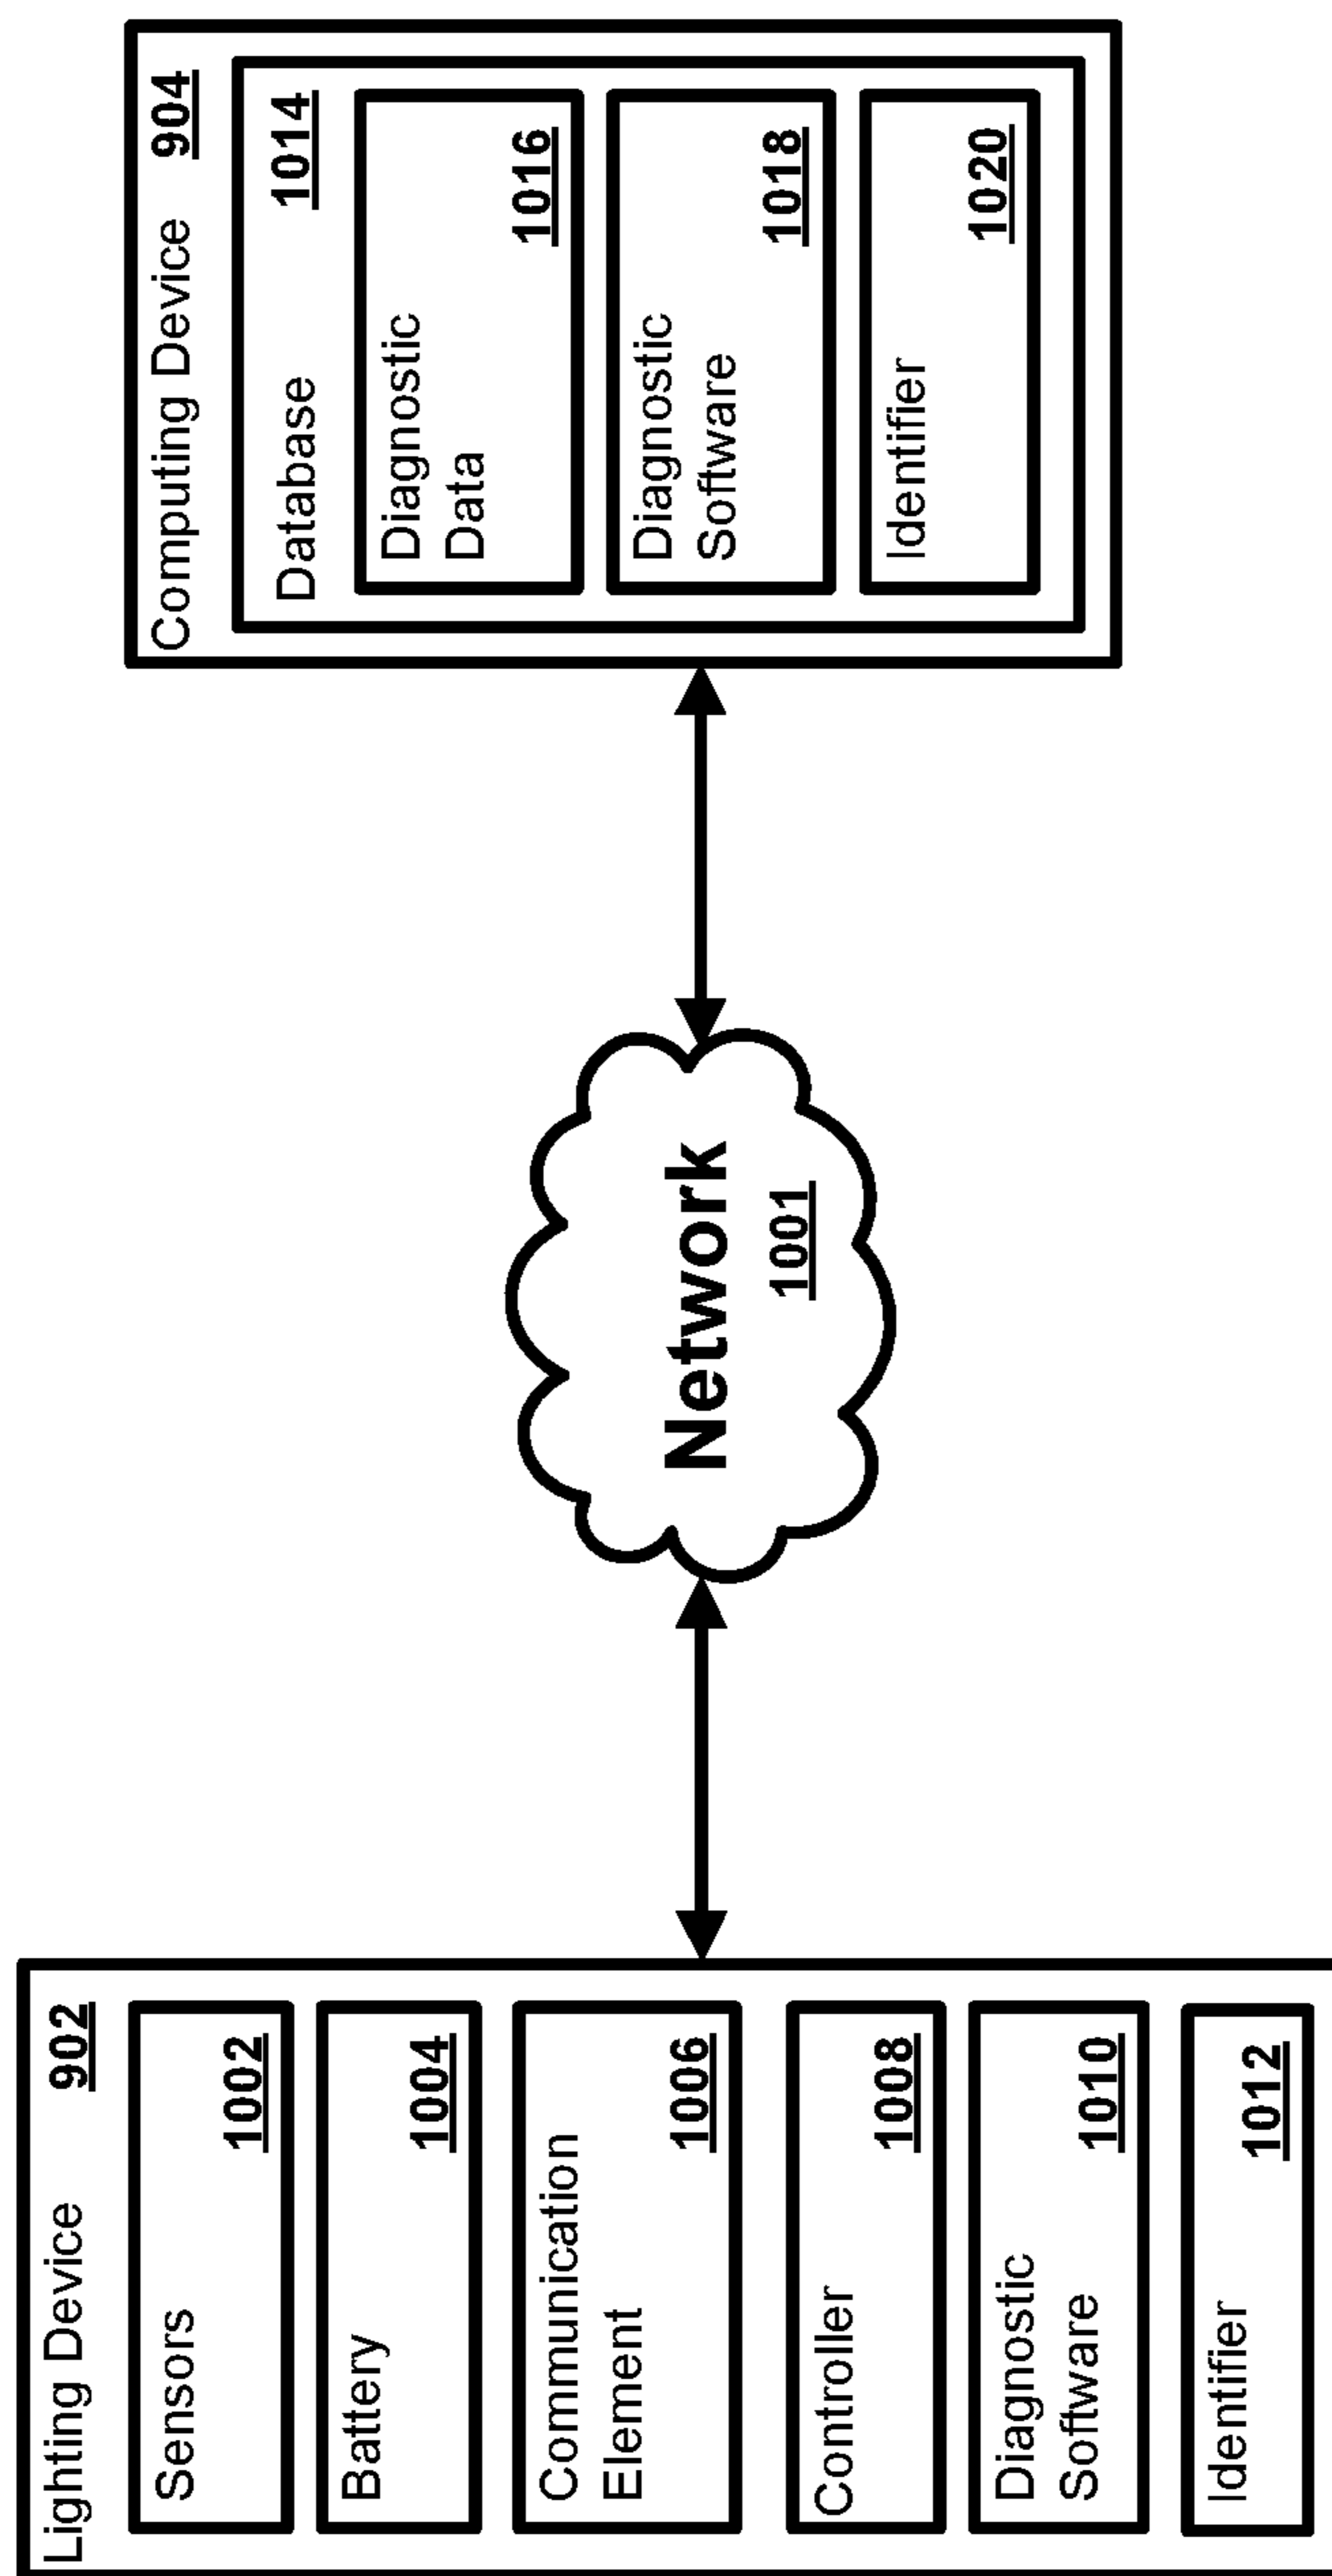 Lighting Device 902
Sensors
1002
Battery
1004
Communication
Element
1006
Controller
1008
Diagnostic
Software
1010
Identifier
1012
Network
1001
Computing Device 904
Database 1014
Diagnostic
Data
1016
Diagnostic
Software
1018
Identifier
1020